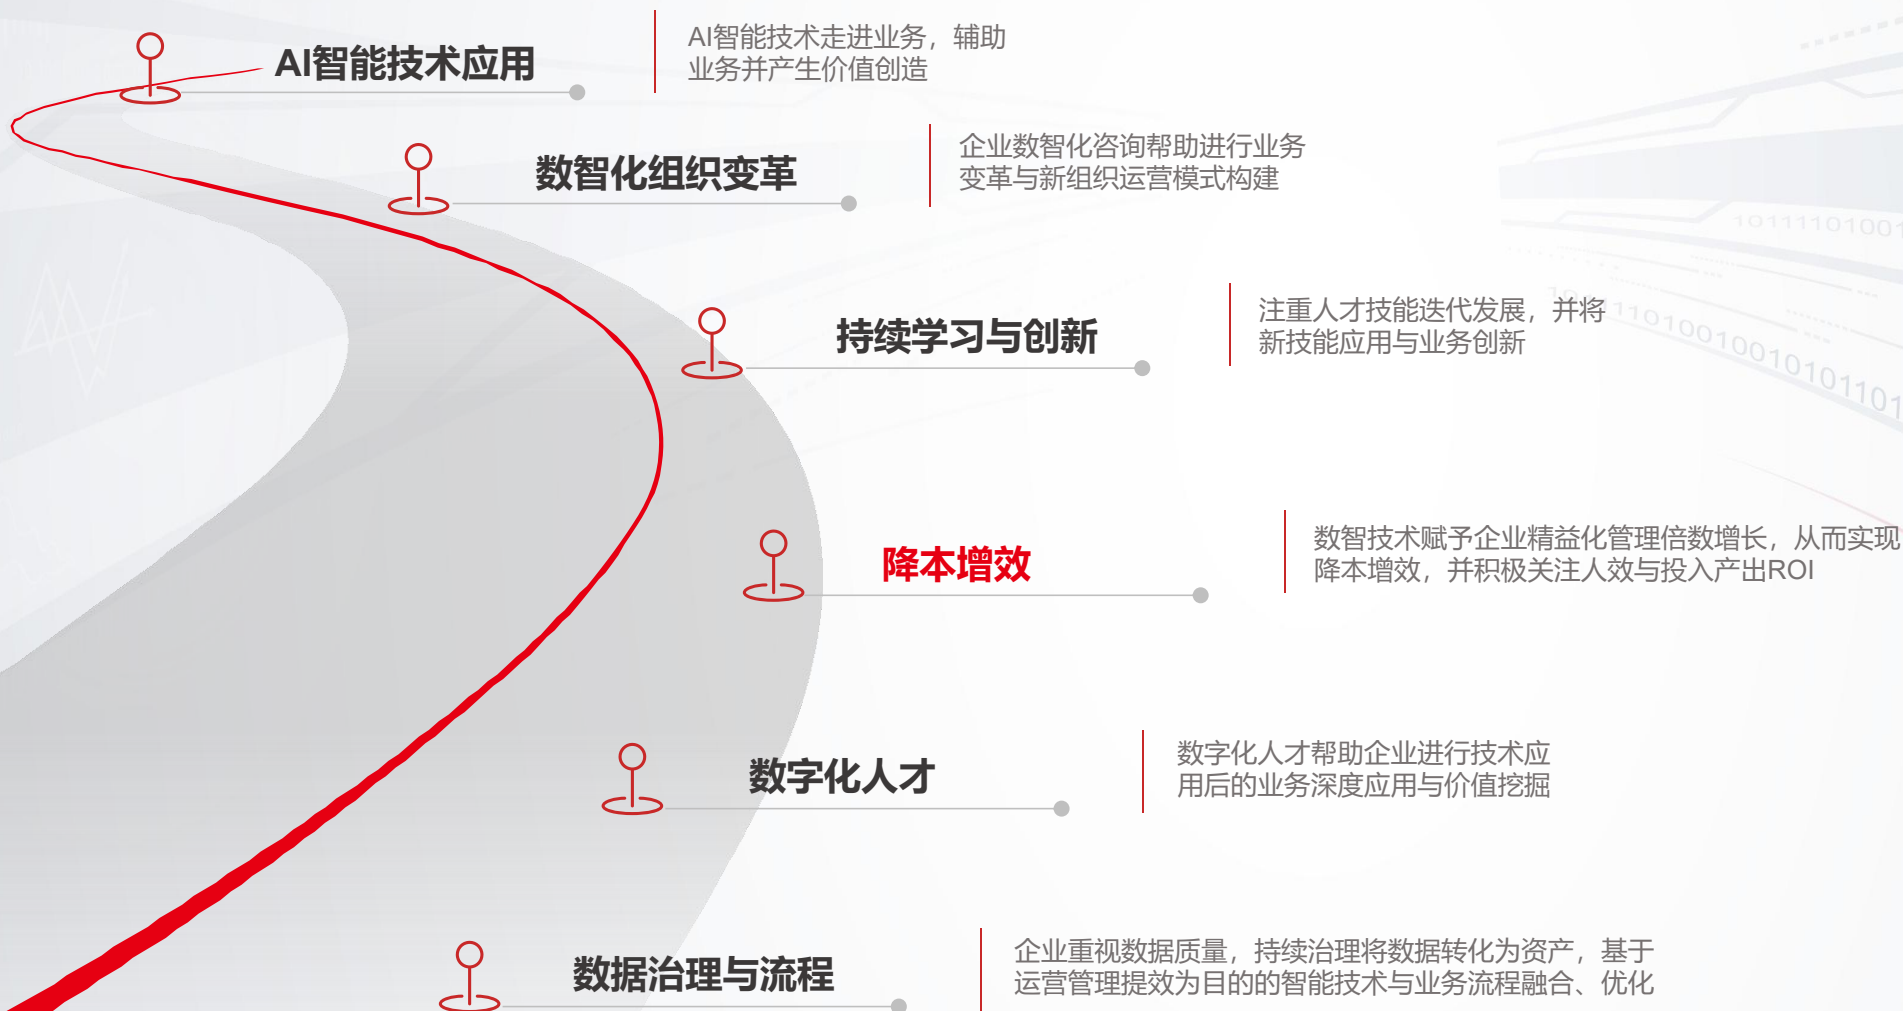 AI智能技术应用
AI智能技术走进业务，辅助
业务并产生价值创造
数智化组织变革
企业数智化咨询帮助进行业务
变革与新组织运营模式构建
持续学习与创新
注重人才技能迭代发展，并将
新技能应用与业务创新
降本增效
数智技术赋予企业精益化管理倍数增长，从而实现
降本增效，并积极关注人效与投入产出ROI
数字化人才
数字化人才帮助企业进行技术应
用后的业务深度应用与价值挖掘
数据治理与流程
企业重视数据质量，持续治理将数据转化为资产，基于
运营管理提效为目的的智能技术与业务流程融合、优化
10111101001